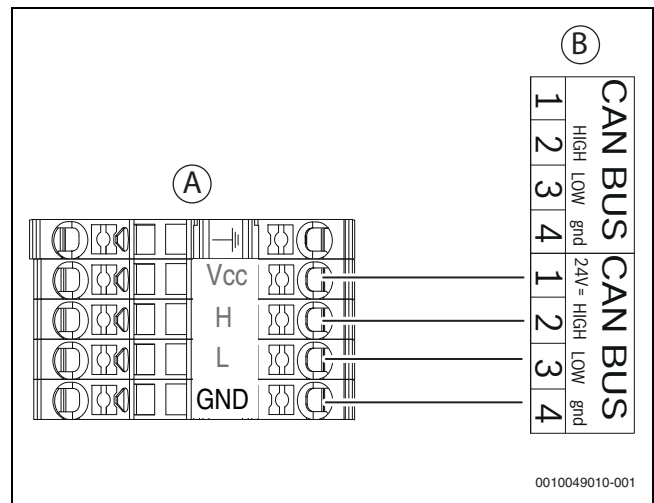 A
B
Vcc
H
L
GND
1
2 HIGH
3 LOW
4 gnd
CAN BUS
1 24V=
2 HIGH
3 LOW
4 gnd
CAN BUS
0010049010-001